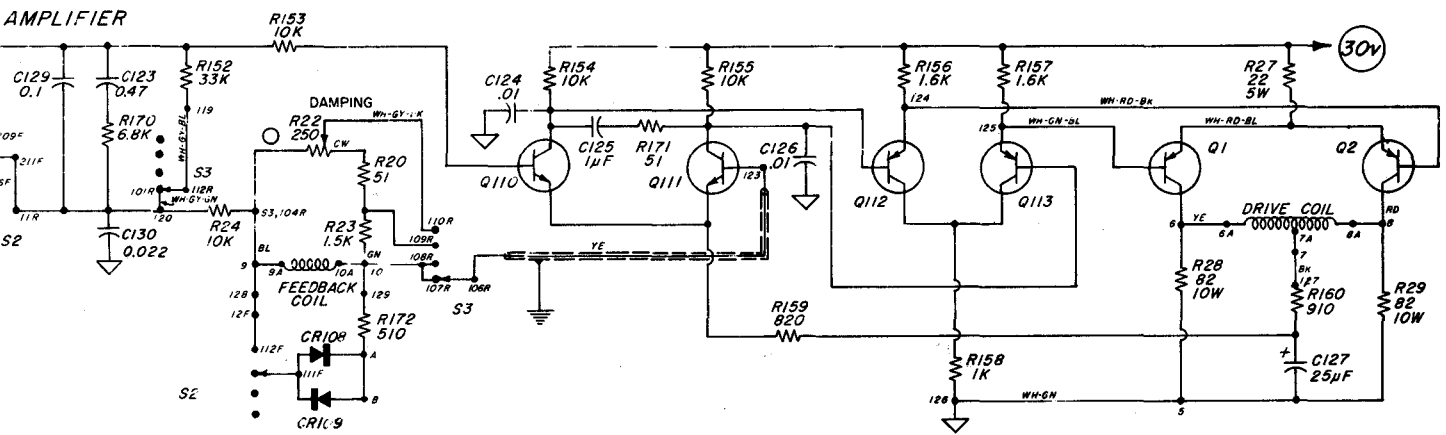 AMPLIFIER
C129
0.1
C123
0.47
R170
6.8K
R152
33K
119
WH-GY-BL
R153
10K
DAMPING
R22
250
CW
R20
51
R23
1.5K
S3
101R
112R
WH-GY-GN
120
109F
211F
11R
S2
C130
0.022
R24
10K
S3,104R
BL
9
9A
10A
GN
10
FEEDBACK
COIL
12B
12F
129
R172
510
112F
111F
CR108
CR109
A
B
S2
110R
109R
108R
107R
106R
S3
YE
C124
.01
R154
10K
R155
10K
C125
1µF
R171
51
Q110
Q111
123
C126
.01
R156
1.6K
124
R157
1.6K
125
Q112
Q113
WH-RD-BK
WH-GN-BL
WH-RD-BL
R27
22
5W
30V
Q1
Q2
6
YE
6A
DRIVE COIL
7A
8A
RD
8
7
BK
127
R28
82
10W
R160
910
R29
82
10W
R159
820
R158
1K
126
WH-GN
5
+
C127
25µF